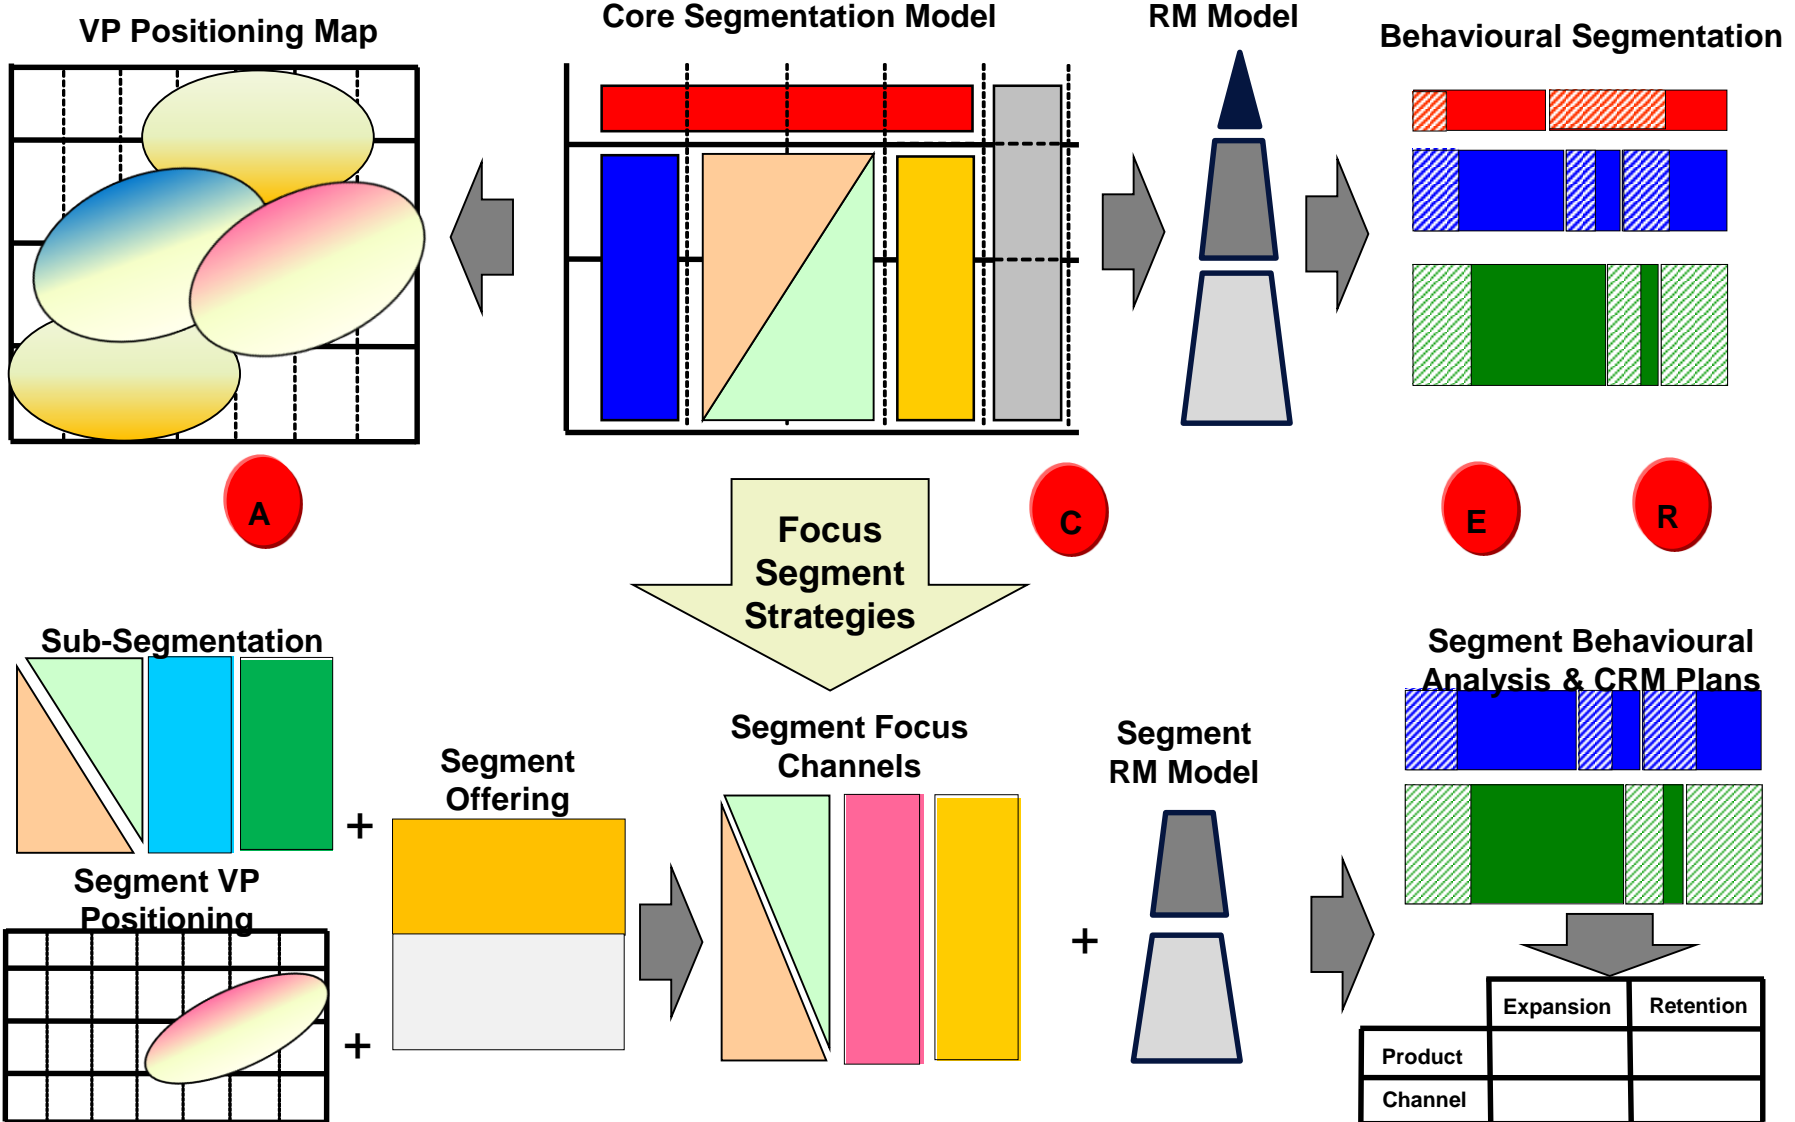 VP Positioning Map
Core Segmentation Model
RM Model
Behavioural Segmentation
A
C
E
R
Focus
Segment
Strategies
Sub-Segmentation
Segment VP
Positioning
+
+
Segment
Offering
Segment Focus
Channels
+
Segment
RM Model
Segment Behavioural
Analysis & CRM Plans
Expansion Retention
Product
Channel